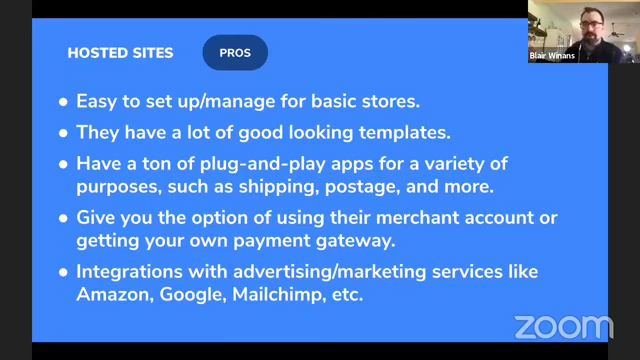 HOSTED SITES
PROS
Blair Winans
● Easy to set up/manage for basic stores.
● They have a lot of good looking templates.
● Have a ton of plug-and-play apps for a variety of
purposes, such as shipping, postage, and more.
● Give you the option of using their merchant account or
getting your own payment gateway.
● Integrations with advertising/marketing services like
Amazon, Google, Mailchimp, etc.
zoom